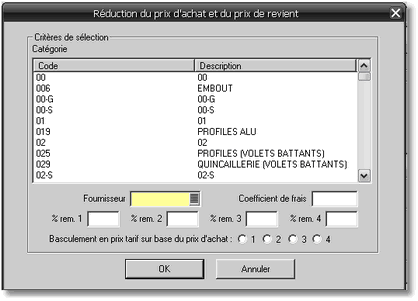 Réduction du prix d'achat et du prix de revient
Critères de sélection
Catégorie
Code Description
00 00
006 EMBOUT
00-G 00-G
00-S 00-S
01 01
019 PROFILES ALU
02 02
025 PROFILES (VOLETS BATTANTS)
029 QUINCAILLERIE (VOLETS BATTANTS)
02-S 02-S
Fournisseur Coefficient de frais
% rem. 1 % rem. 2 % rem. 3 % rem. 4
Basculement en prix tarif sur base du prix d'achat : 1 2 3 4
OK Annuler